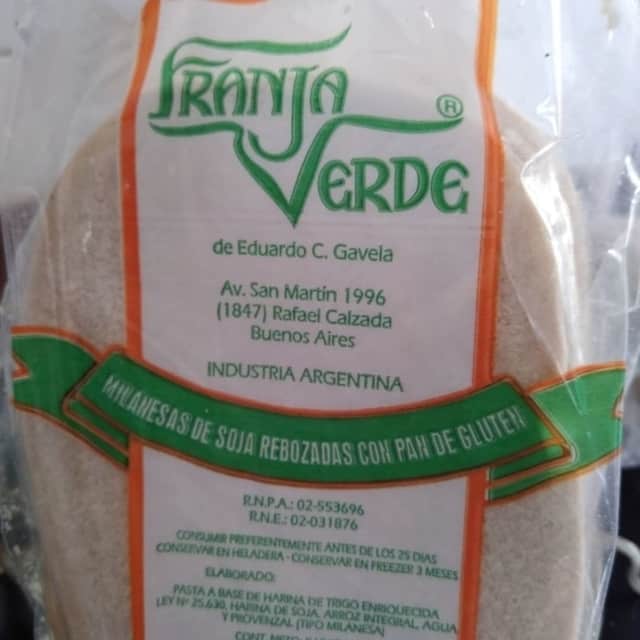 FRANJA
VERDE ®
de Eduardo C. Gavela
Av. San Martín 1996
(1847) Rafael Calzada
Buenos Aires
INDUSTRIA ARGENTINA
MILANESAS DE SOJA REBOZADAS CON PAN DE GLUTEN
R.N.P.A.: 02-553696
R.N.E.: 02-031876
CONSUMIR PREFERENTEMENTE ANTES DE LOS 25 DIAS
CONSERVAR EN HELADERA - CONSERVAR EN FREEZER 3 MESES
ELABORADO:
PASTA A BASE DE HARINA DE TRIGO ENRIQUECIDA
LEY Nº 25.630, HARINA DE SOJA, ARROZ INTEGRAL, AGUA
Y PROVENZAL (TIPO MILANESA)